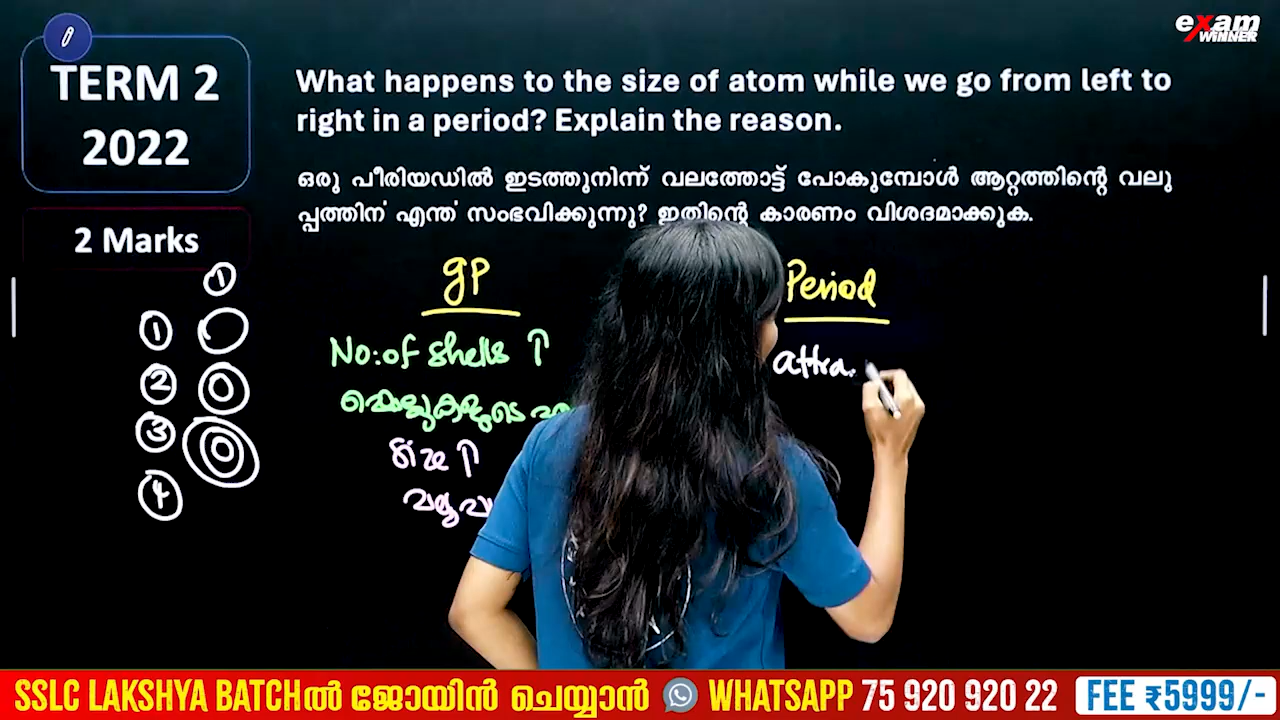 exam
WINNER
TERM 2
2022
2 Marks
What happens to the size of atom while we go from left to
right in a period? Explain the reason.
ഒരു പീരിയഡിൽ ഇടത്തുനിന്ന് വലത്തോട്ട് പോകുമ്പോൾ ആറ്റത്തിന്റെ വലു
പ്പത്തിന് എന്ത് സംഭവിക്കുന്നു? ഇതിന്റെ കാരണം വിശദമാക്കുക.
1
1
2
3
4
gp
No:of shells ↑
Size ↑
Period
attra
SSLC LAKSHYA BATCHൽ ജോയിൻ ചെയ്യാൻ WHATSAPP 75 920 920 22 FEE ₹5999/-